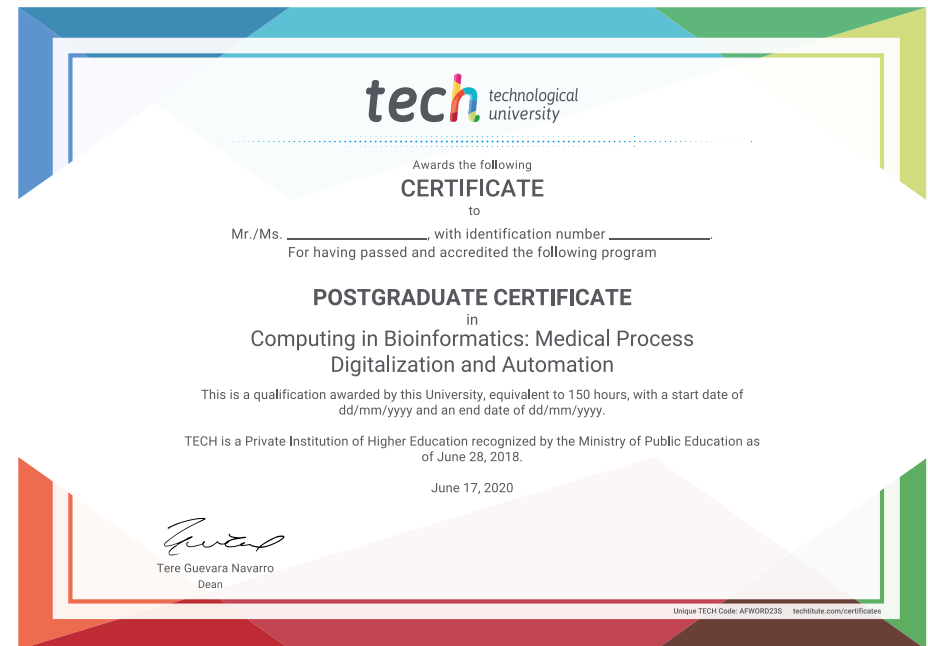 tech technological
university
Awards the following
CERTIFICATE
to
Mr./Ms. ____________________, with identification number ______________.
For having passed and accredited the following program
POSTGRADUATE CERTIFICATE
in
Computing in Bioinformatics: Medical Process
Digitalization and Automation
This is a qualification awarded by this University, equivalent to 150 hours, with a start date of
dd/mm/yyyy and an end date of dd/mm/yyyy.
TECH is a Private Institution of Higher Education recognized by the Ministry of Public Education as
of June 28, 2018.
June 17, 2020
Tere Guevara Navarro
Dean
Unique TECH Code: AFWORD23S techtitute.com/certificates